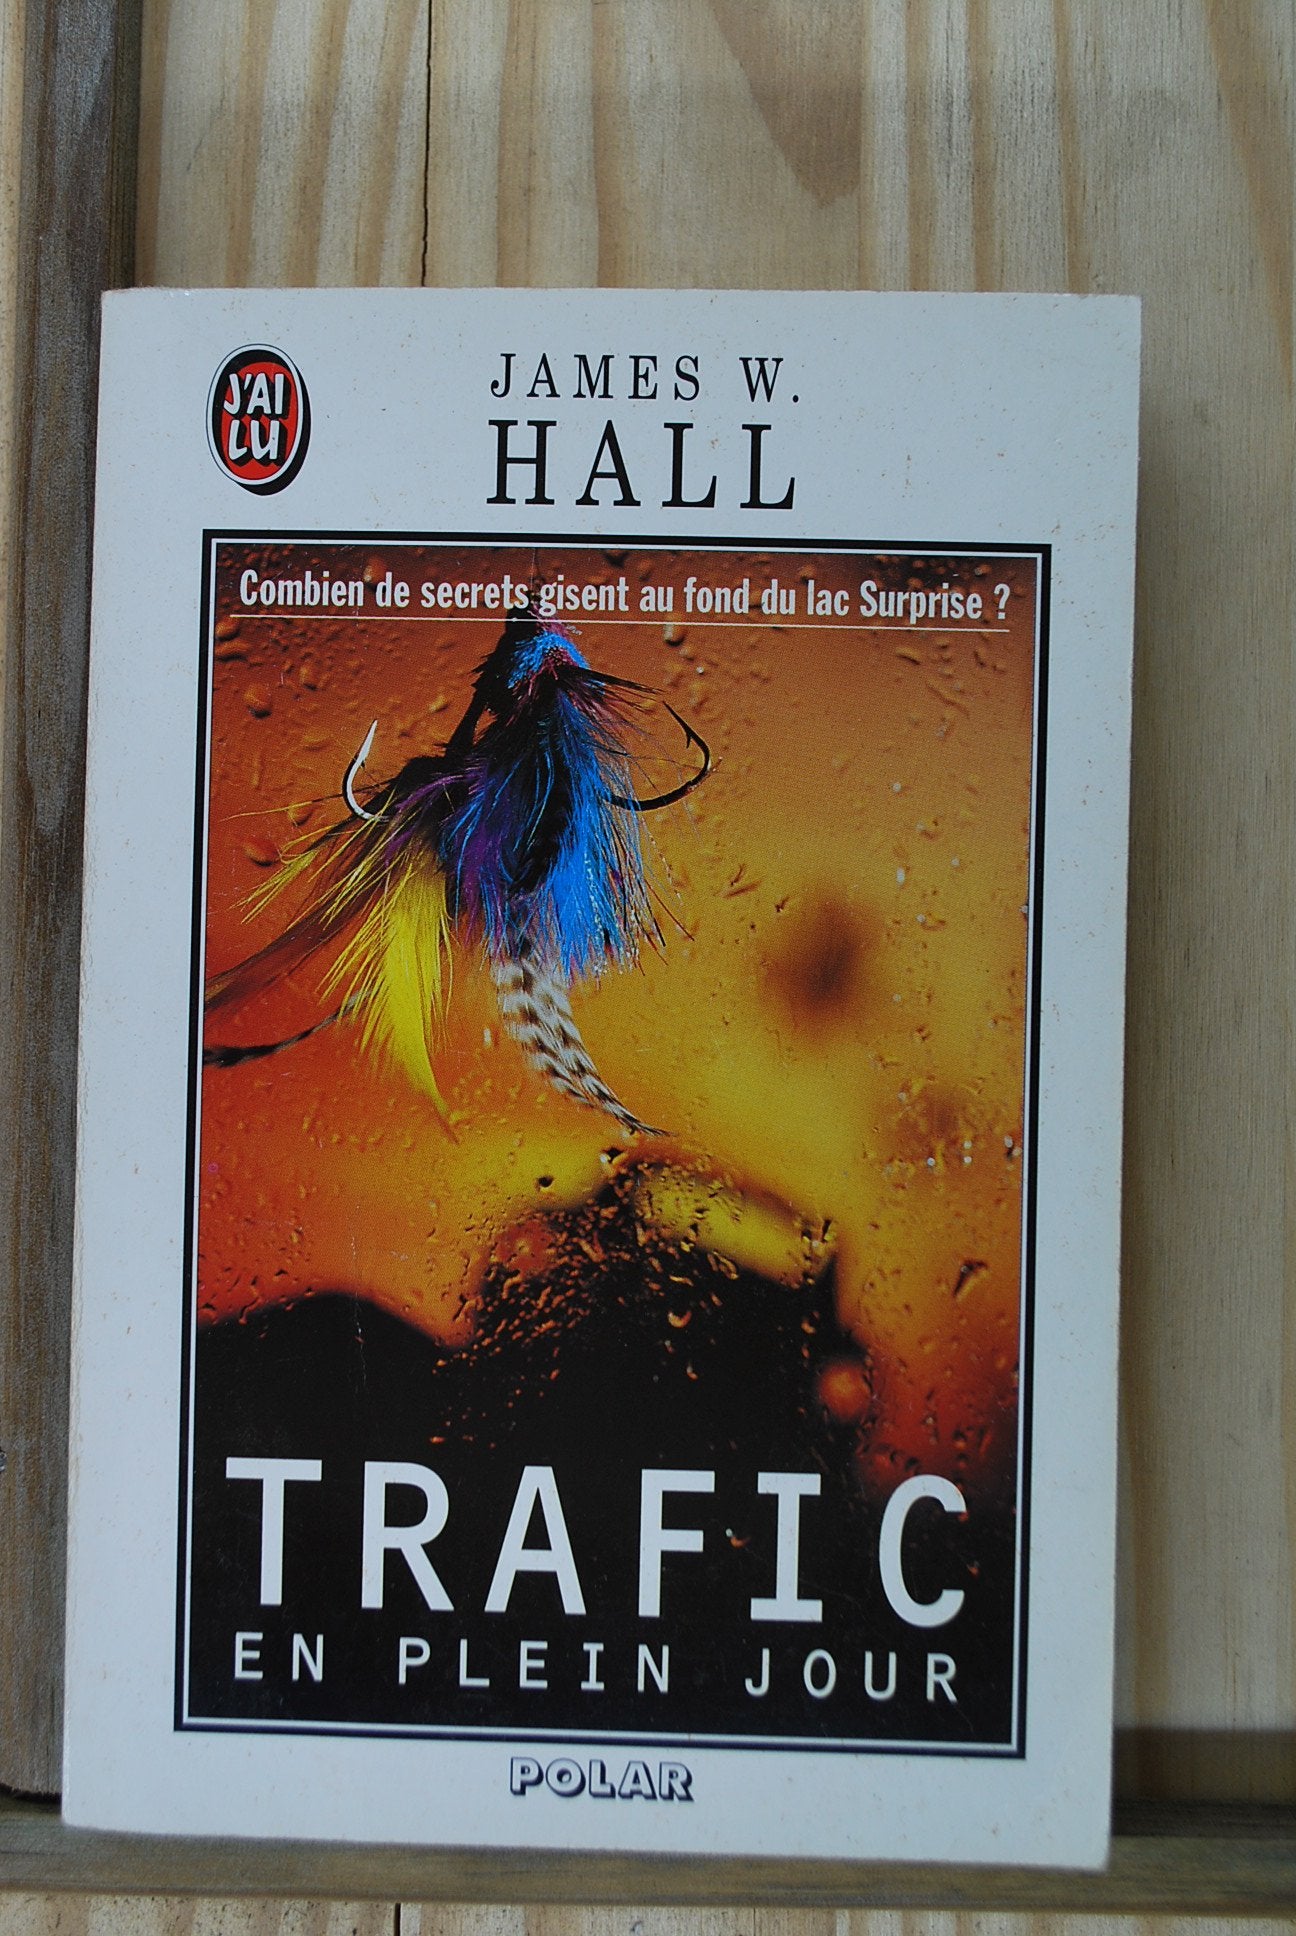 J'AI
LU
JAMES W.
HALL
Combien de secrets gisent au fond du lac Surprise ?
TRAFIC
EN PLEIN JOUR
POLAR